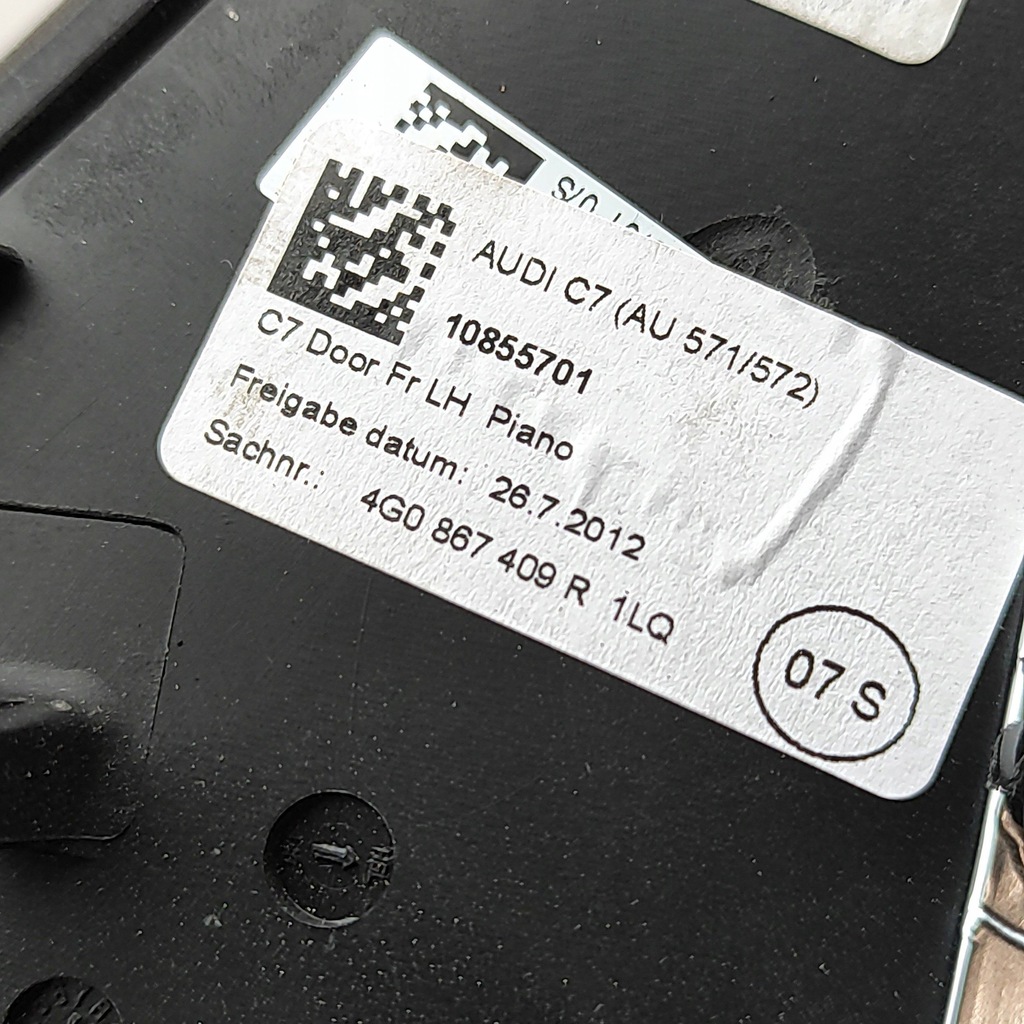 S/0
AUDI C7 (AU 571/572)
10855701
C7 Door Fr LH Piano
Freigabe datum: 26.7.2012
Sachnr.: 4G0 867 409 R 1LQ
07 S